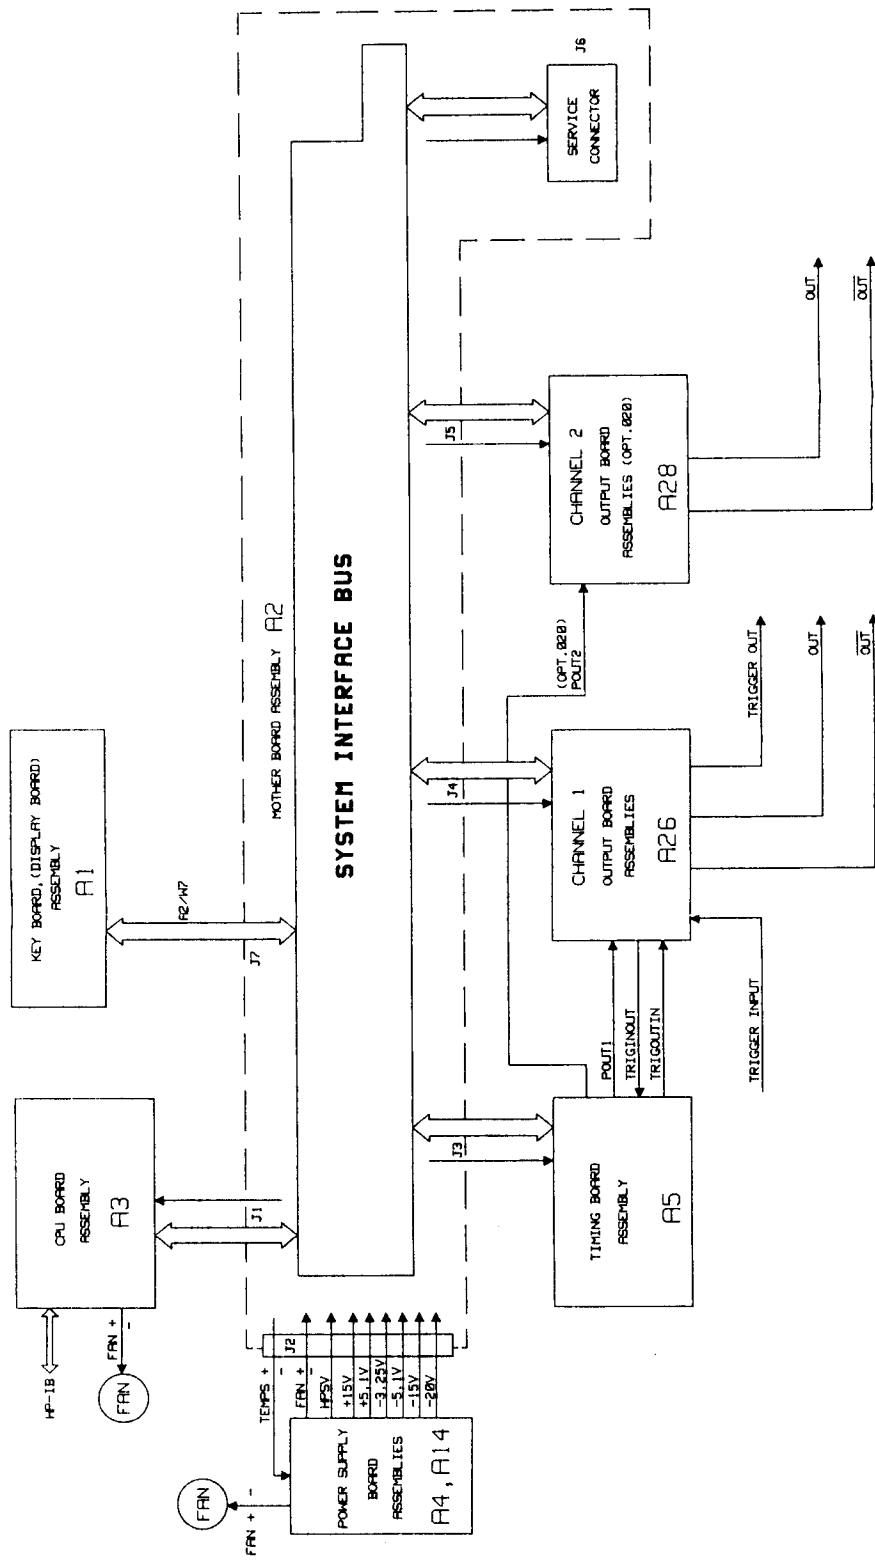 HP-IB
FAN + -
FAN
CPU BOARD
ASSEMBLY
A3
KEY BOARD,(DISPLAY BOARD)
ASSEMBLY
A1
J1
J7
A2/W7
MOTHER BOARD ASSEMBLY A2
SYSTEM INTERFACE BUS
FAN
FAN + -
POWER SUPPLY
BOARD
ASSEMBLIES
A4, A14
TEMPS + -
FAN + -
HP5V
+15V
+5,1V
-3.25V
-5.1V
-15V
-20V
J2
J3
J4
J5
J6
SERVICE
CONNECTOR
TIMING BOARD
ASSEMBLY
A5
POUT1
TRIGINOUT
TRIGOUTIN
TRIGGER INPUT
CHANNEL 1
OUTPUT BOARD
ASSEMBLIES
A26
(OPT.020)
POUT2
TRIGGER OUT
OUT
OUT
CHANNEL 2
OUTPUT BOARD
ASSEMBLIES (OPT.020)
A28
OUT
OUT